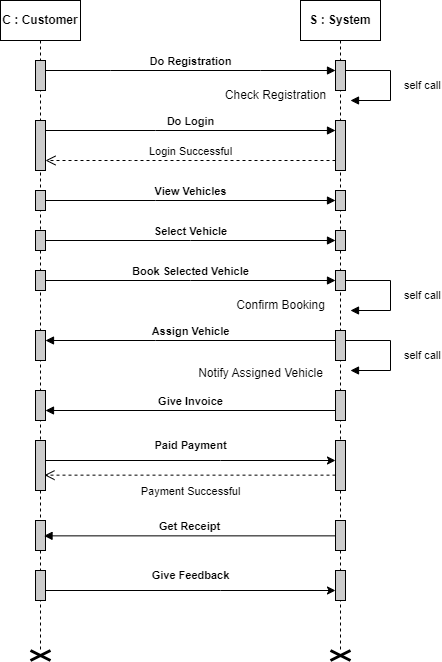 C : Customer
S : System
Do Registration
self call
Check Registration
Do Login
Login Successful
View Vehicles
Select Vehicle
Book Selected Vehicle
self call
Confirm Booking
Assign Vehicle
self call
Notify Assigned Vehicle
Give Invoice
Paid Payment
Payment Successful
Get Receipt
Give Feedback